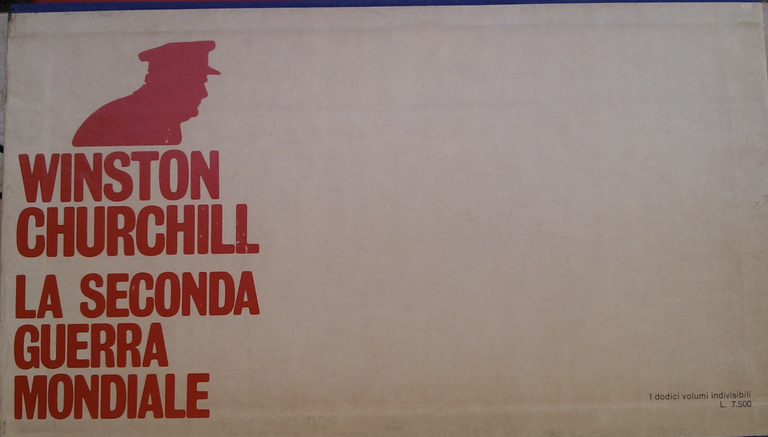 WINSTON
CHURCHILL
LA SECONDA
GUERRA
MONDIALE
I dodici volumi indivisibili
L. 7.500